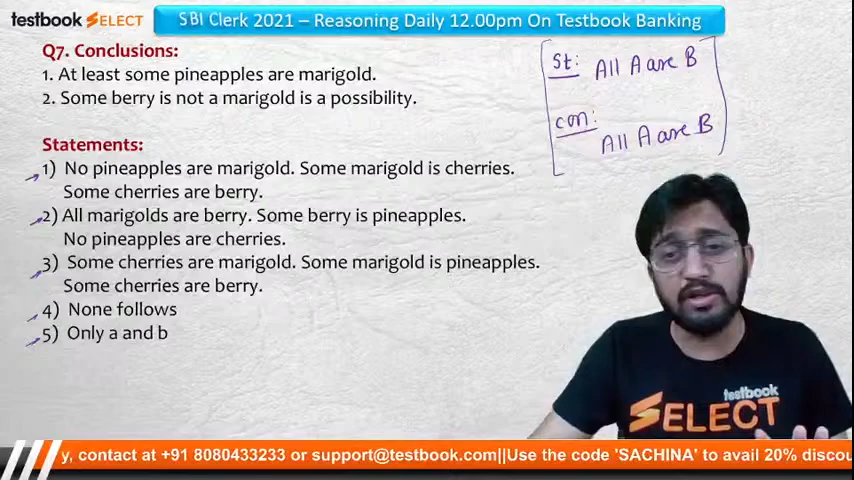 testbook SELECT
SBI Clerk 2021 – Reasoning Daily 12.00pm On Testbook Banking
Q7. Conclusions:
1. At least some pineapples are marigold.
2. Some berry is not a marigold is a possibility.
Statements:
1) No pineapples are marigold. Some marigold is cherries.
Some cherries are berry.
2) All marigolds are berry. Some berry is pineapples.
No pineapples are cherries.
3) Some cherries are marigold. Some marigold is pineapples.
Some cherries are berry.
4) None follows
5) Only a and b
St: All A are B
con:
All A are B
testbook
SELECT
y, contact at +91 8080433233 or support@testbook.com||Use the code 'SACHINA' to avail 20% discou